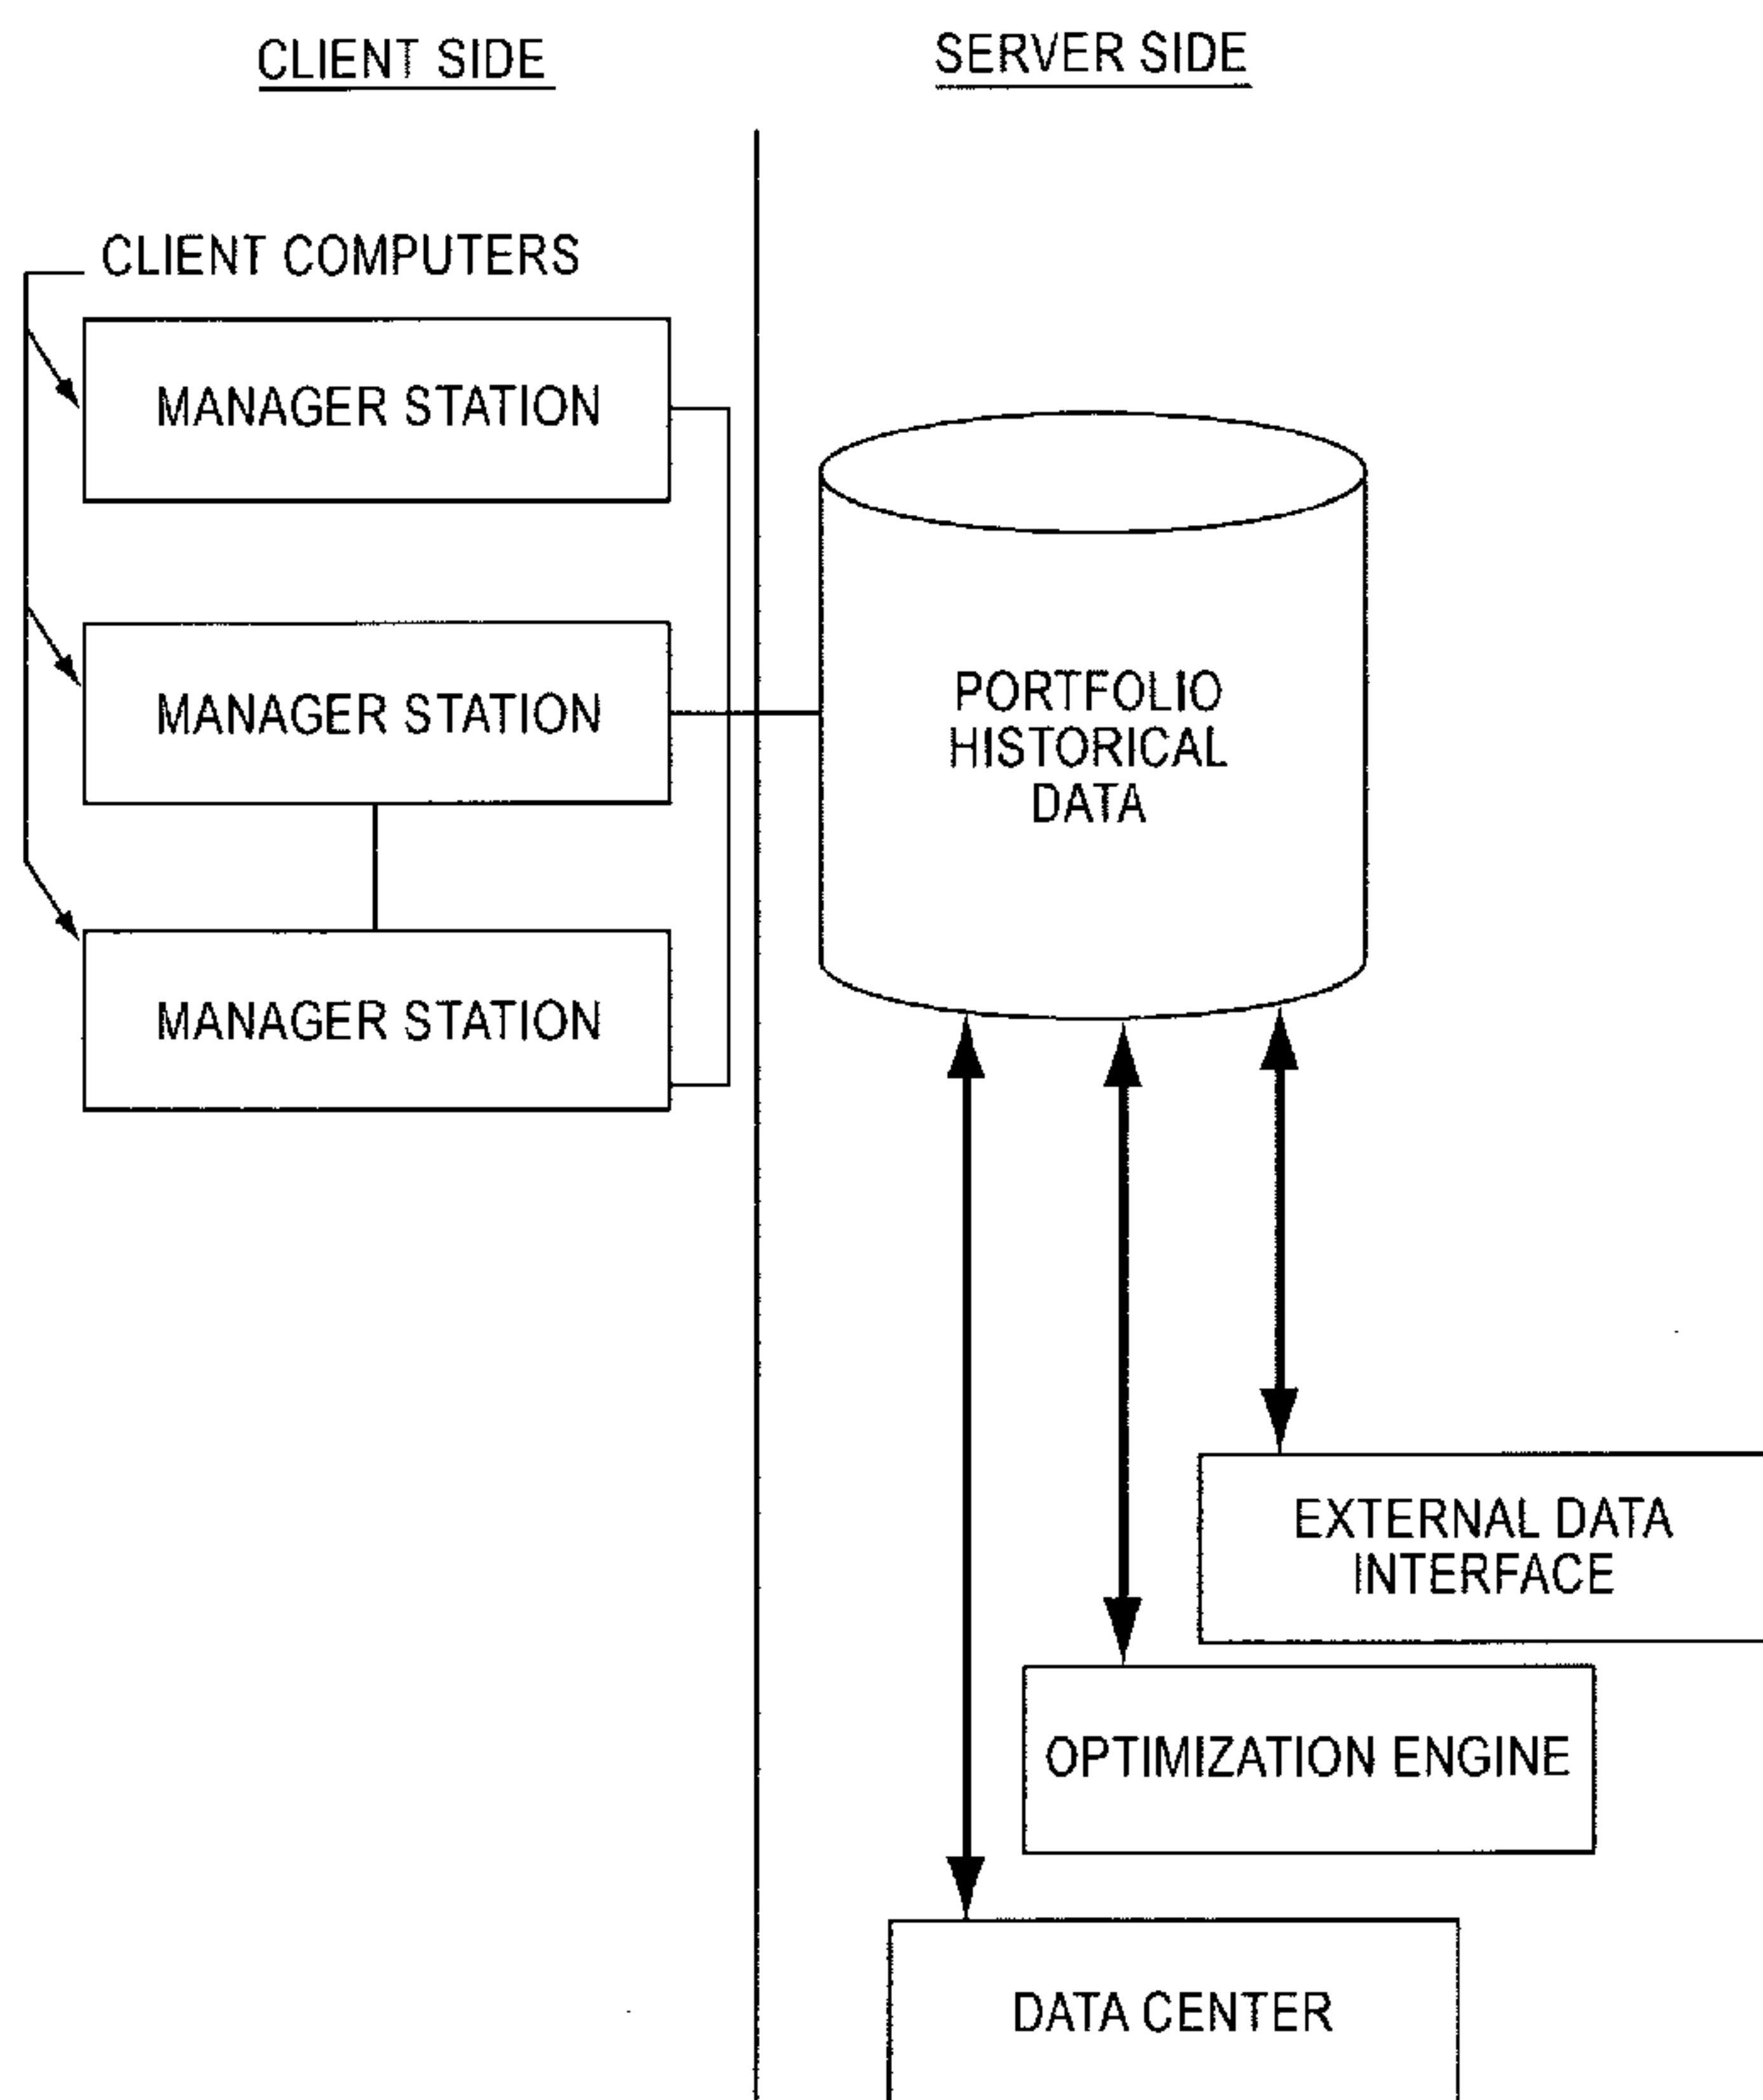 CLIENT SIDE
SERVER SIDE
CLIENT COMPUTERS
MANAGER STATION
MANAGER STATION
MANAGER STATION
PORTFOLIO
HISTORICAL
DATA
EXTERNAL DATA
INTERFACE
OPTIMIZATION ENGINE
DATA CENTER